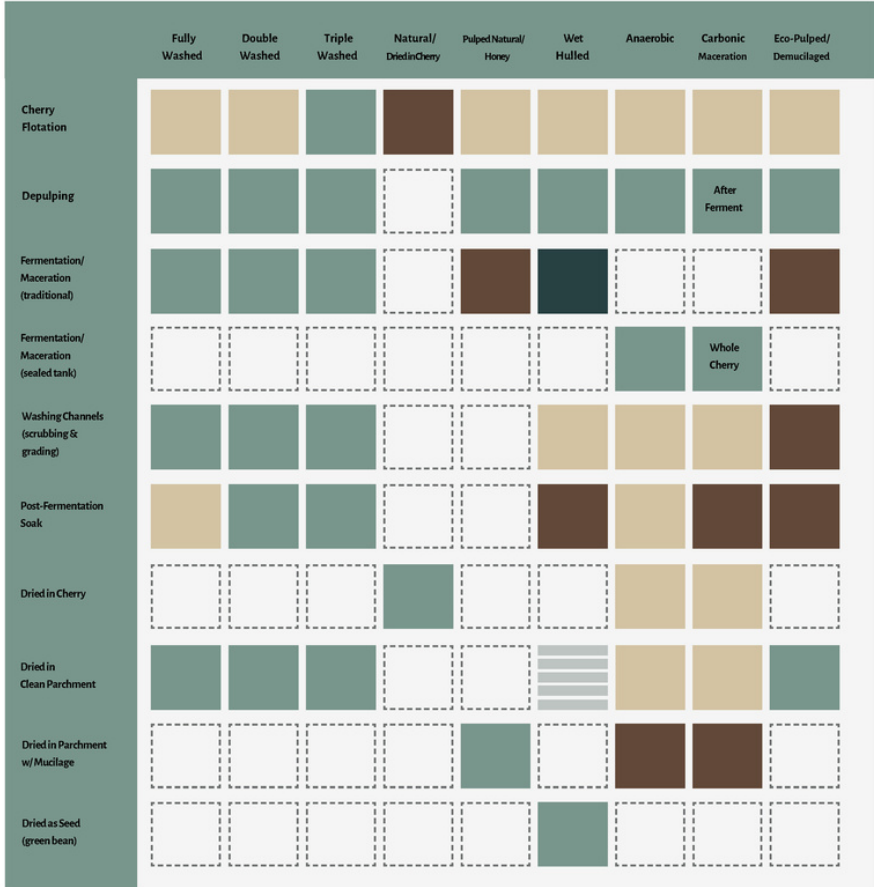 Fully Double Triple Natural/ Pulped Natural/ Wet Anaerobic Carbonic Eco-Pulped/
Washed Washed Washed Dried in Cherry Honey Hulled Maceration Demucilaged
Cherry
Flotation
Depulping
After
Ferment
Fermentation/
Maceration
(traditional)
Fermentation/
Maceration
(sealed tank)
Whole
Cherry
Washing Channels
(scrubbing &
grading)
Post-Fermentation
Soak
Dried in Cherry
Dried in
Clean Parchment
Dried in Parchment
w/ Mucilage
Dried as Seed
(green bean)